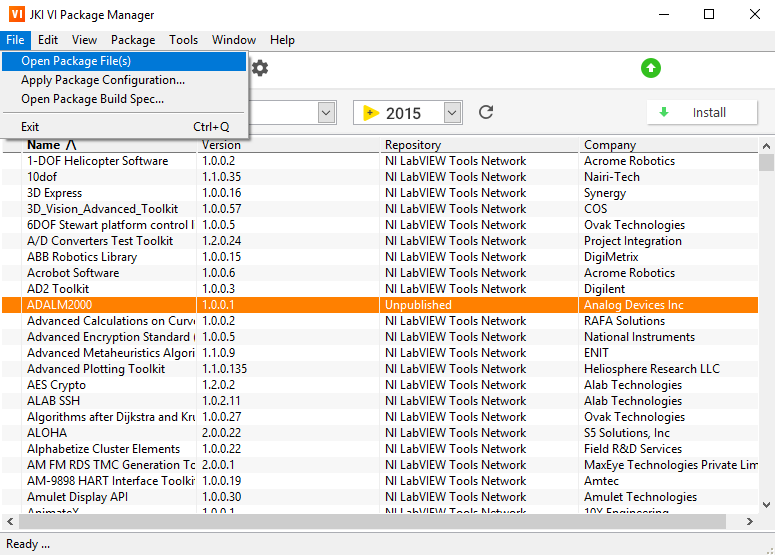 VI JKI VI Package Manager
File Edit View Package Tools Window Help
Open Package File(s)
Apply Package Configuration...
Open Package Build Spec...
Exit Ctrl+Q
2015 Install
Name /\ Version Repository Company
1-DOF Helicopter Software 1.0.0.2 NI LabVIEW Tools Network Acrome Robotics
10dof 1.1.0.35 NI LabVIEW Tools Network Nairi-Tech
3D Express 1.0.0.16 NI LabVIEW Tools Network Synergy
3D_Vision_Advanced_Toolkit 1.0.0.57 NI LabVIEW Tools Network COS
6DOF Stewart platform control l 1.0.0.5 NI LabVIEW Tools Network Ovak Technologies
A/D Converters Test Toolkit 1.2.0.24 NI LabVIEW Tools Network Project Integration
ABB Robotics Library 1.0.0.15 NI LabVIEW Tools Network DigiMetrix
Acrobot Software 1.0.0.6 NI LabVIEW Tools Network Acrome Robotics
AD2 Toolkit 1.0.0.3 NI LabVIEW Tools Network Digilent
ADALM2000 1.0.0.1 Unpublished Analog Devices Inc
Advanced Calculations on Curv 1.0.0.2 NI LabVIEW Tools Network RAFA Solutions
Advanced Encryption Standard ( 1.0.0.5 NI LabVIEW Tools Network National Instruments
Advanced Metaheuristics Algori 1.1.0.9 NI LabVIEW Tools Network ENIT
Advanced Plotting Toolkit 1.1.0.135 NI LabVIEW Tools Network Heliosphere Research LLC
AES Crypto 1.2.0.2 NI LabVIEW Tools Network Alab Technologies
ALAB SSH 1.0.2.11 NI LabVIEW Tools Network Alab Technologies
Algorithms after Dijkstra and Kru 1.0.0.27 NI LabVIEW Tools Network Ovak Technologies
ALOHA 2.0.0.22 NI LabVIEW Tools Network S5 Solutions, Inc
Alphabetize Cluster Elements 1.0.0.22 NI LabVIEW Tools Network Field R&D Services
AM FM RDS TMC Generation To 2.0.0.1 NI LabVIEW Tools Network MaxEye Technologies Private Lim
AM-9898 HART Interface Toolki 1.0.0.19 NI LabVIEW Tools Network Amtec
Amulet Display API 1.0.0.30 NI LabVIEW Tools Network Amulet Technologies
AnimateX 1.0.0.1 NI LabVIEW Tools Network 10X Engineering
Ready ...